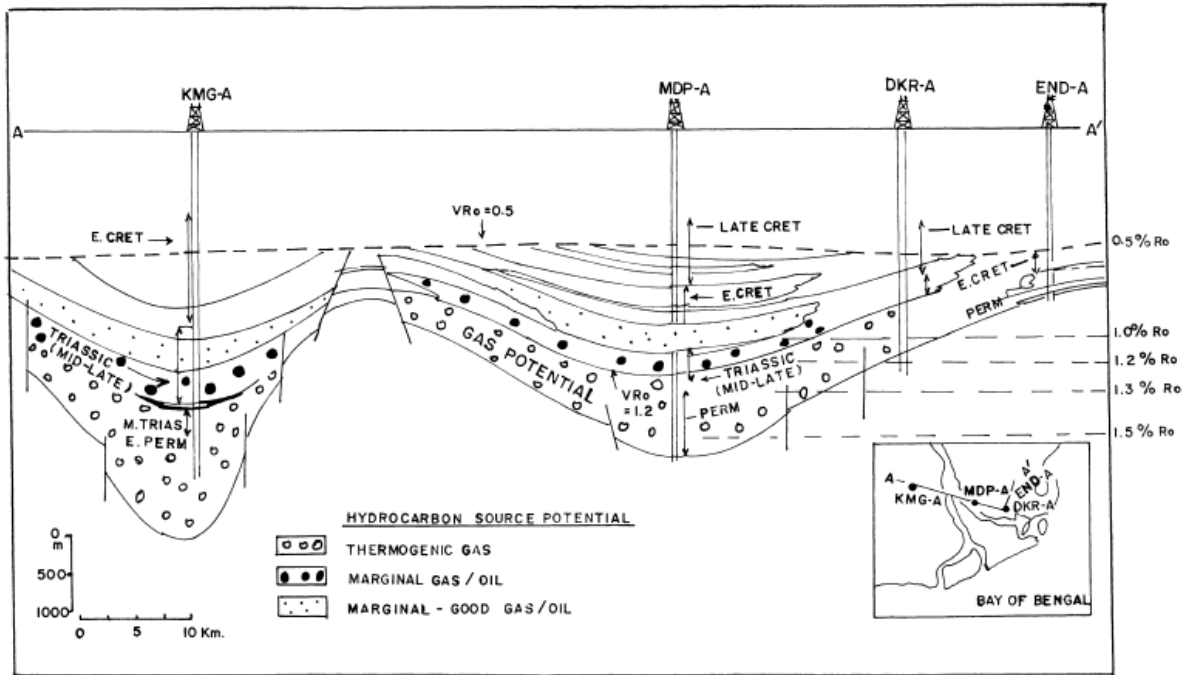 KMG-A
MDP-A
DKR-A
END-A
A
A'
E. CRET
VRo = 0.5
LATE CRET
LATE CRET
0.5% Ro
E. CRET
E. CRET
PERM
TRIASSIC
(MID-LATE)
GAS POTENTIAL
VRo
= 1.2
TRIASSIC
(MID-LATE)
PERM
1.0% Ro
1.2% Ro
1.3% Ro
1.5% Ro
M. TRIAS
E. PERM
0
m
500
1000
0 5 10 Km.
HYDROCARBON SOURCE POTENTIAL
THERMOGENIC GAS
MARGINAL GAS / OIL
MARGINAL - GOOD GAS / OIL
A
KMG-A
MDP-A
A'
END-A
DKR-A
BAY OF BENGAL